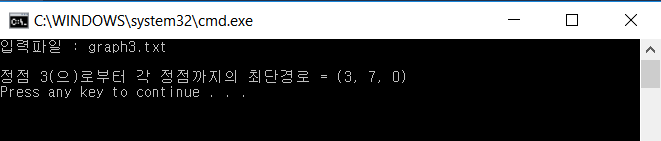 C:\WINDOWS\system32\cmd.exe
입력파일 : graph3.txt
정점 3(으)로부터 각 정점까지의 최단경로 = (3, 7, 0)
Press any key to continue . . .